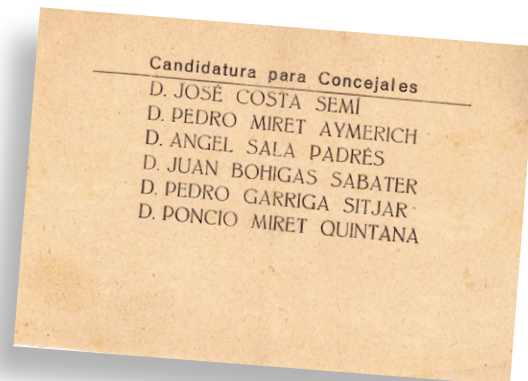 Candidatura para Concejales
D. JOSÉ COSTA SEMÍ
D. PEDRO MIRET AYMERICH
D. ANGEL SALA PADRÉS
D. JUAN BOHIGAS SABATER
D. PEDRO GARRIGA SITJAR
D. PONCIO MIRET QUINTANA